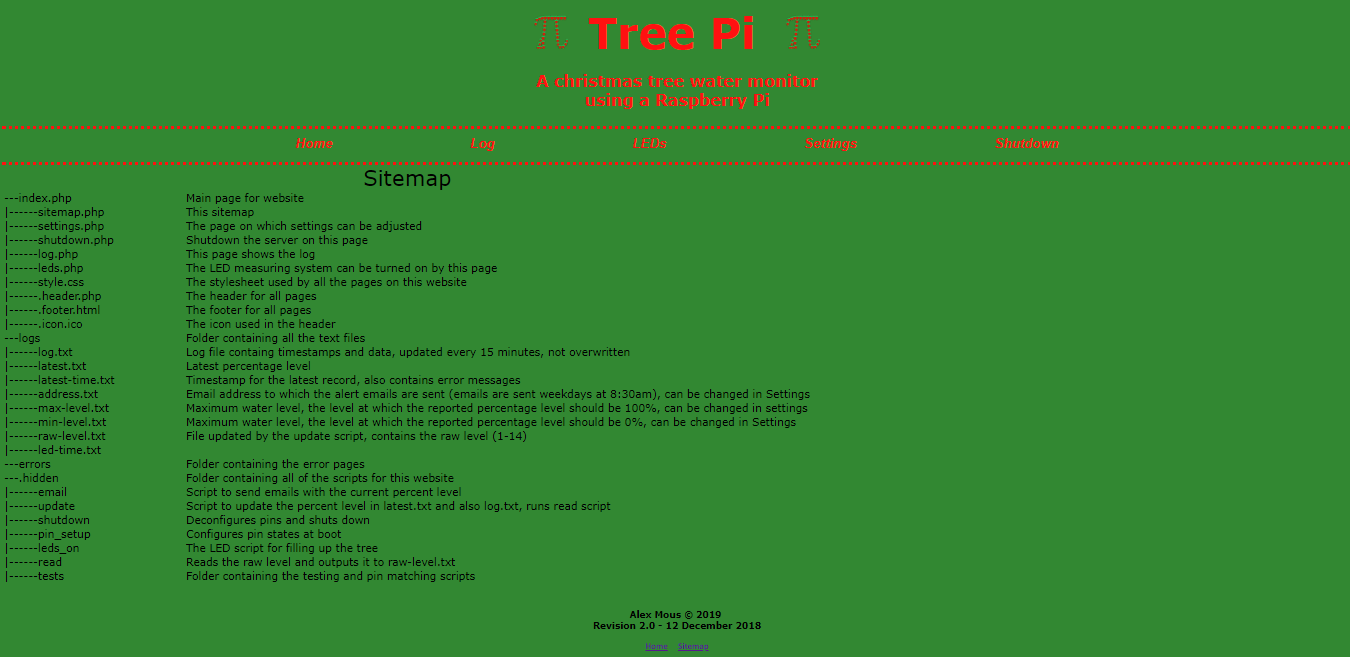 π Tree Pi π
A christmas tree water monitor
using a Raspberry Pi
Home Log LEDs Settings Shutdown
Sitemap
---index.php Main page for website
|------sitemap.php This sitemap
|------settings.php The page on which settings can be adjusted
|------shutdown.php Shutdown the server on this page
|------log.php This page shows the log
|------leds.php The LED measuring system can be turned on by this page
|------style.css The stylesheet used by all the pages on this website
|------.header.php The header for all pages
|------.footer.html The footer for all pages
|------.icon.ico The icon used in the header
---logs Folder containing all the text files
|------log.txt Log file containg timestamps and data, updated every 15 minutes, not overwritten
|------latest.txt Latest percentage level
|------latest-time.txt Timestamp for the latest record, also contains error messages
|------address.txt Email address to which the alert emails are sent (emails are sent weekdays at 8:30am), can be changed in Settings
|------max-level.txt Maximum water level, the level at which the reported percentage level should be 100%, can be changed in settings
|------min-level.txt Maximum water level, the level at which the reported percentage level should be 0%, can be changed in Settings
|------raw-level.txt File updated by the update script, contains the raw level (1-14)
|------led-time.txt
---errors Folder containing the error pages
---.hidden Folder containing all of the scripts for this website
|------email Script to send emails with the current percent level
|------update Script to update the percent level in latest.txt and also log.txt, runs read script
|------shutdown Deconfigures pins and shuts down
|------pin_setup Configures pin states at boot
|------leds_on The LED script for filling up the tree
|------read Reads the raw level and outputs it to raw-level.txt
|------tests Folder containing the testing and pin matching scripts
Alex Mous © 2019
Revision 2.0 - 12 December 2018
Home Sitemap